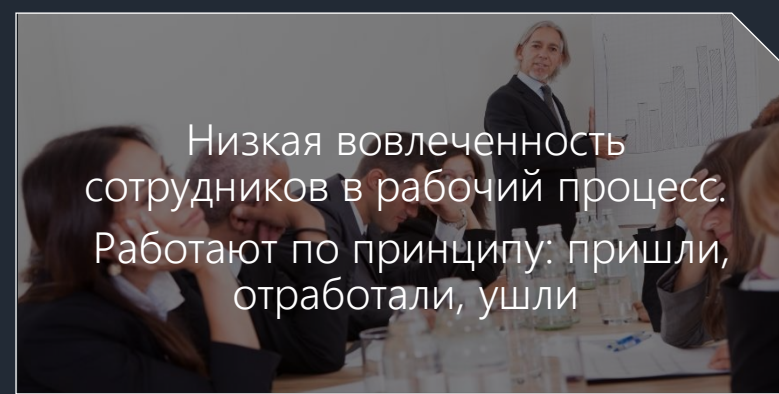 Низкая вовлеченность
сотрудников в рабочий процесс.
Работают по принципу: пришли,
отработали, ушли